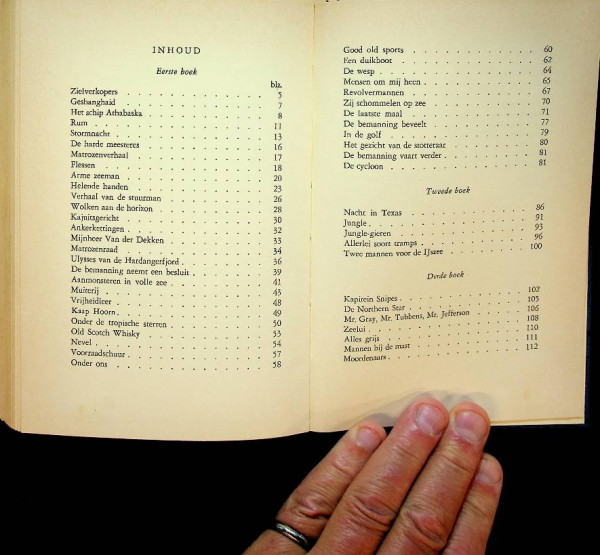 INHOUD
Eerste boek
blz.
Zielverkopers . . . . . . . . . . 5
Geshanghaid . . . . . . . . . . 7
Het schip Athabaska . . . . . . . . 8
Rum . . . . . . . . . . 11
Stormnacht . . . . . . . . . . 13
De harde meesteres . . . . . . . . 16
Matrozenverhaal . . . . . . . . 17
Flessen . . . . . . . . . . 18
Arme zeeman . . . . . . . . . . 20
Helende handen . . . . . . . . 23
Verhaal van de stuurman . . . . . . . 26
Wolken aan de horizon . . . . . . . 28
Kajuitsgericht . . . . . . . . . 30
Ankerkettingen . . . . . . . . . 32
Mijnheer Van der Dekken . . . . . . . 33
Matrozenraad . . . . . . . . . 34
Ulysses van de Hardangerfjord . . . . . 36
De bemanning neemt een besluit . . . . . 39
Aanmonsteren in volle zee . . . . . . 41
Muiterij . . . . . . . . . . 43
Vrijheidleer . . . . . . . . . . 48
Kaap Hoorn . . . . . . . . . . 49
Onder de tropische sterren . . . . . . 50
Old Scotch Whisky . . . . . . . . 53
Nevel . . . . . . . . . . 54
Voorraadschuur . . . . . . . . . 57
Onder ons . . . . . . . . . . 58
Good old sports . . . . . . . . 60
Een duikboot . . . . . . . . . 62
De wesp . . . . . . . . . . 64
Mensen om mij heen . . . . . . . 65
Revolvermannen . . . . . . . . 67
Zij schommelen op zee . . . . . . . 70
De laatste maal . . . . . . . . 71
De bemanning beveelt . . . . . . . 77
In de golf . . . . . . . . . . 79
Het gezicht van de stotteraar . . . . . . 80
De bemanning vaart verder . . . . . . 81
De cycloon . . . . . . . . . . 81
Tweede boek
Nacht in Texas . . . . . . . . . 86
Jungle . . . . . . . . . . 91
Jungle-gieren . . . . . . . . . 93
Allerlei soort tramps . . . . . . . 96
Twee mannen voor de IJszee . . . . . . 100
Derde boek
Kapitein Snipes . . . . . . . . . 102
De Northern Star . . . . . . . . 105
Mr. Gray, Mr. Tubbens, Mr. Jefferson . . . . 106
Zeelui . . . . . . . . . . 108
Alles grijs . . . . . . . . . . 110
Mannen bij de mast . . . . . . . . 111
Moordenaars . . . . . . . . . 112